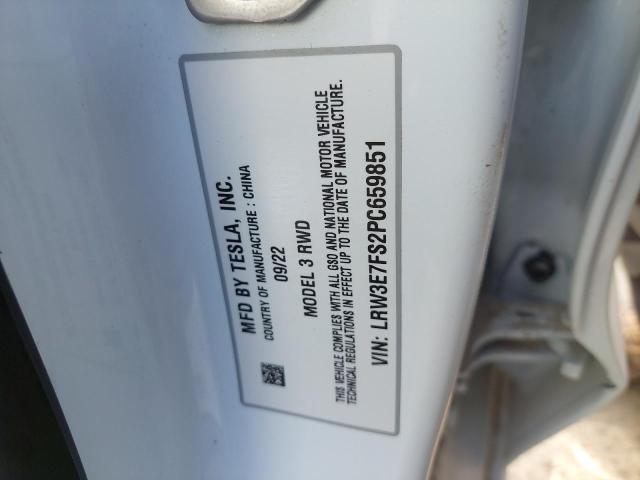 MFD BY TESLA, INC.
COUNTRY OF MANUFACTURE : CHINA
09/22
MODEL 3 RWD
THIS VEHICLE COMPLIES WITH ALL GSO AND NATIONAL MOTOR VEHICLE
TECHNICAL REGULATIONS IN EFFECT UP TO THE DATE OF MANUFACTURE.
VIN: LRW3E7FS2PC659851